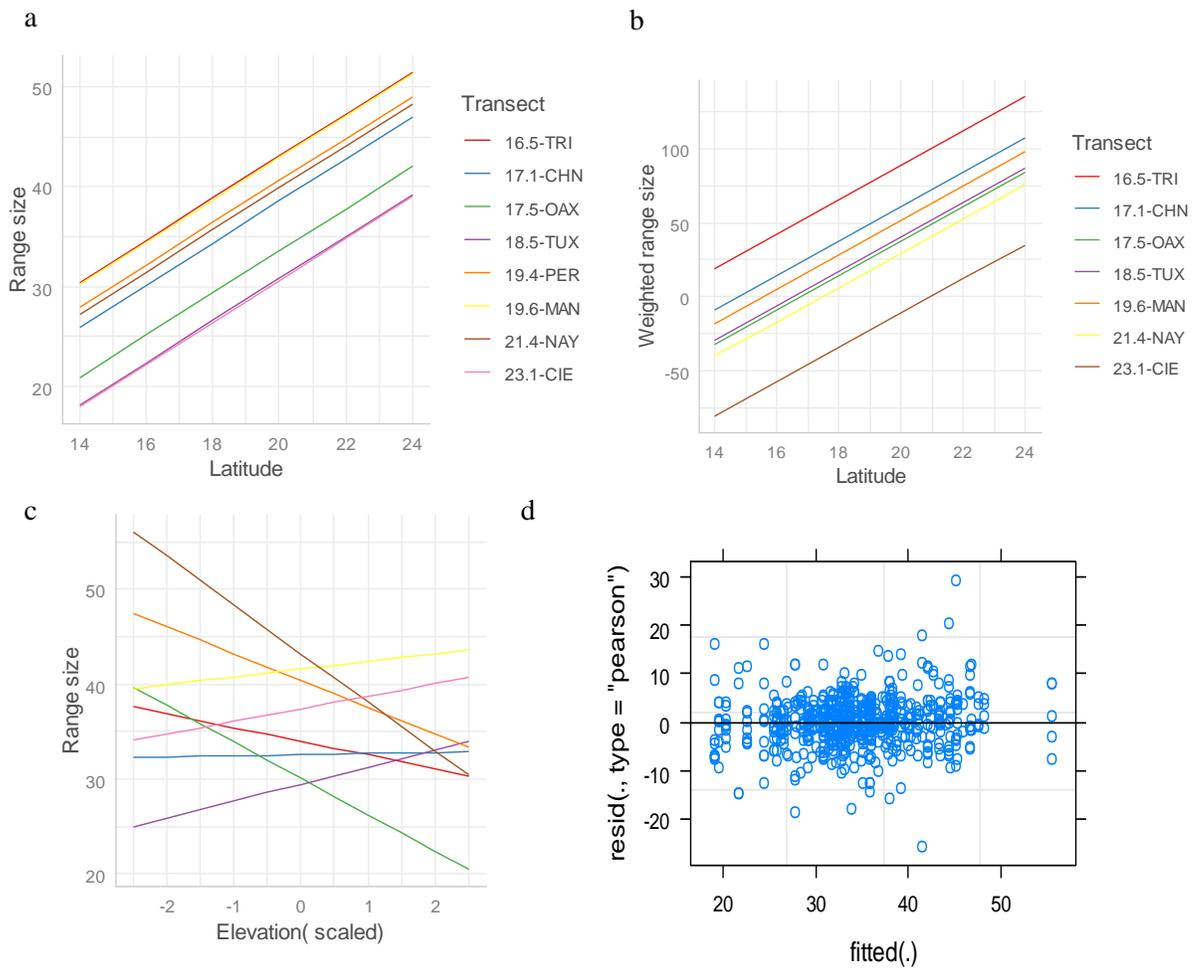 a
50
40
30
20
Range size
14 16 18 20 22 24
Latitude
Transect
16.5-TRI
17.1-CHN
17.5-OAX
18.5-TUX
19.4-PER
19.6-MAN
21.4-NAY
23.1-CIE
b
100
50
0
-50
Weighted range size
14 16 18 20 22 24
Latitude
Transect
16.5-TRI
17.1-CHN
17.5-OAX
18.5-TUX
19.6-MAN
21.4-NAY
23.1-CIE
c
50
40
30
20
Range size
-2 -1 0 1 2
Elevation( scaled)
d
30
20
10
0
-10
-20
resid(., type = "pearson")
20 30 40 50
fitted(.)